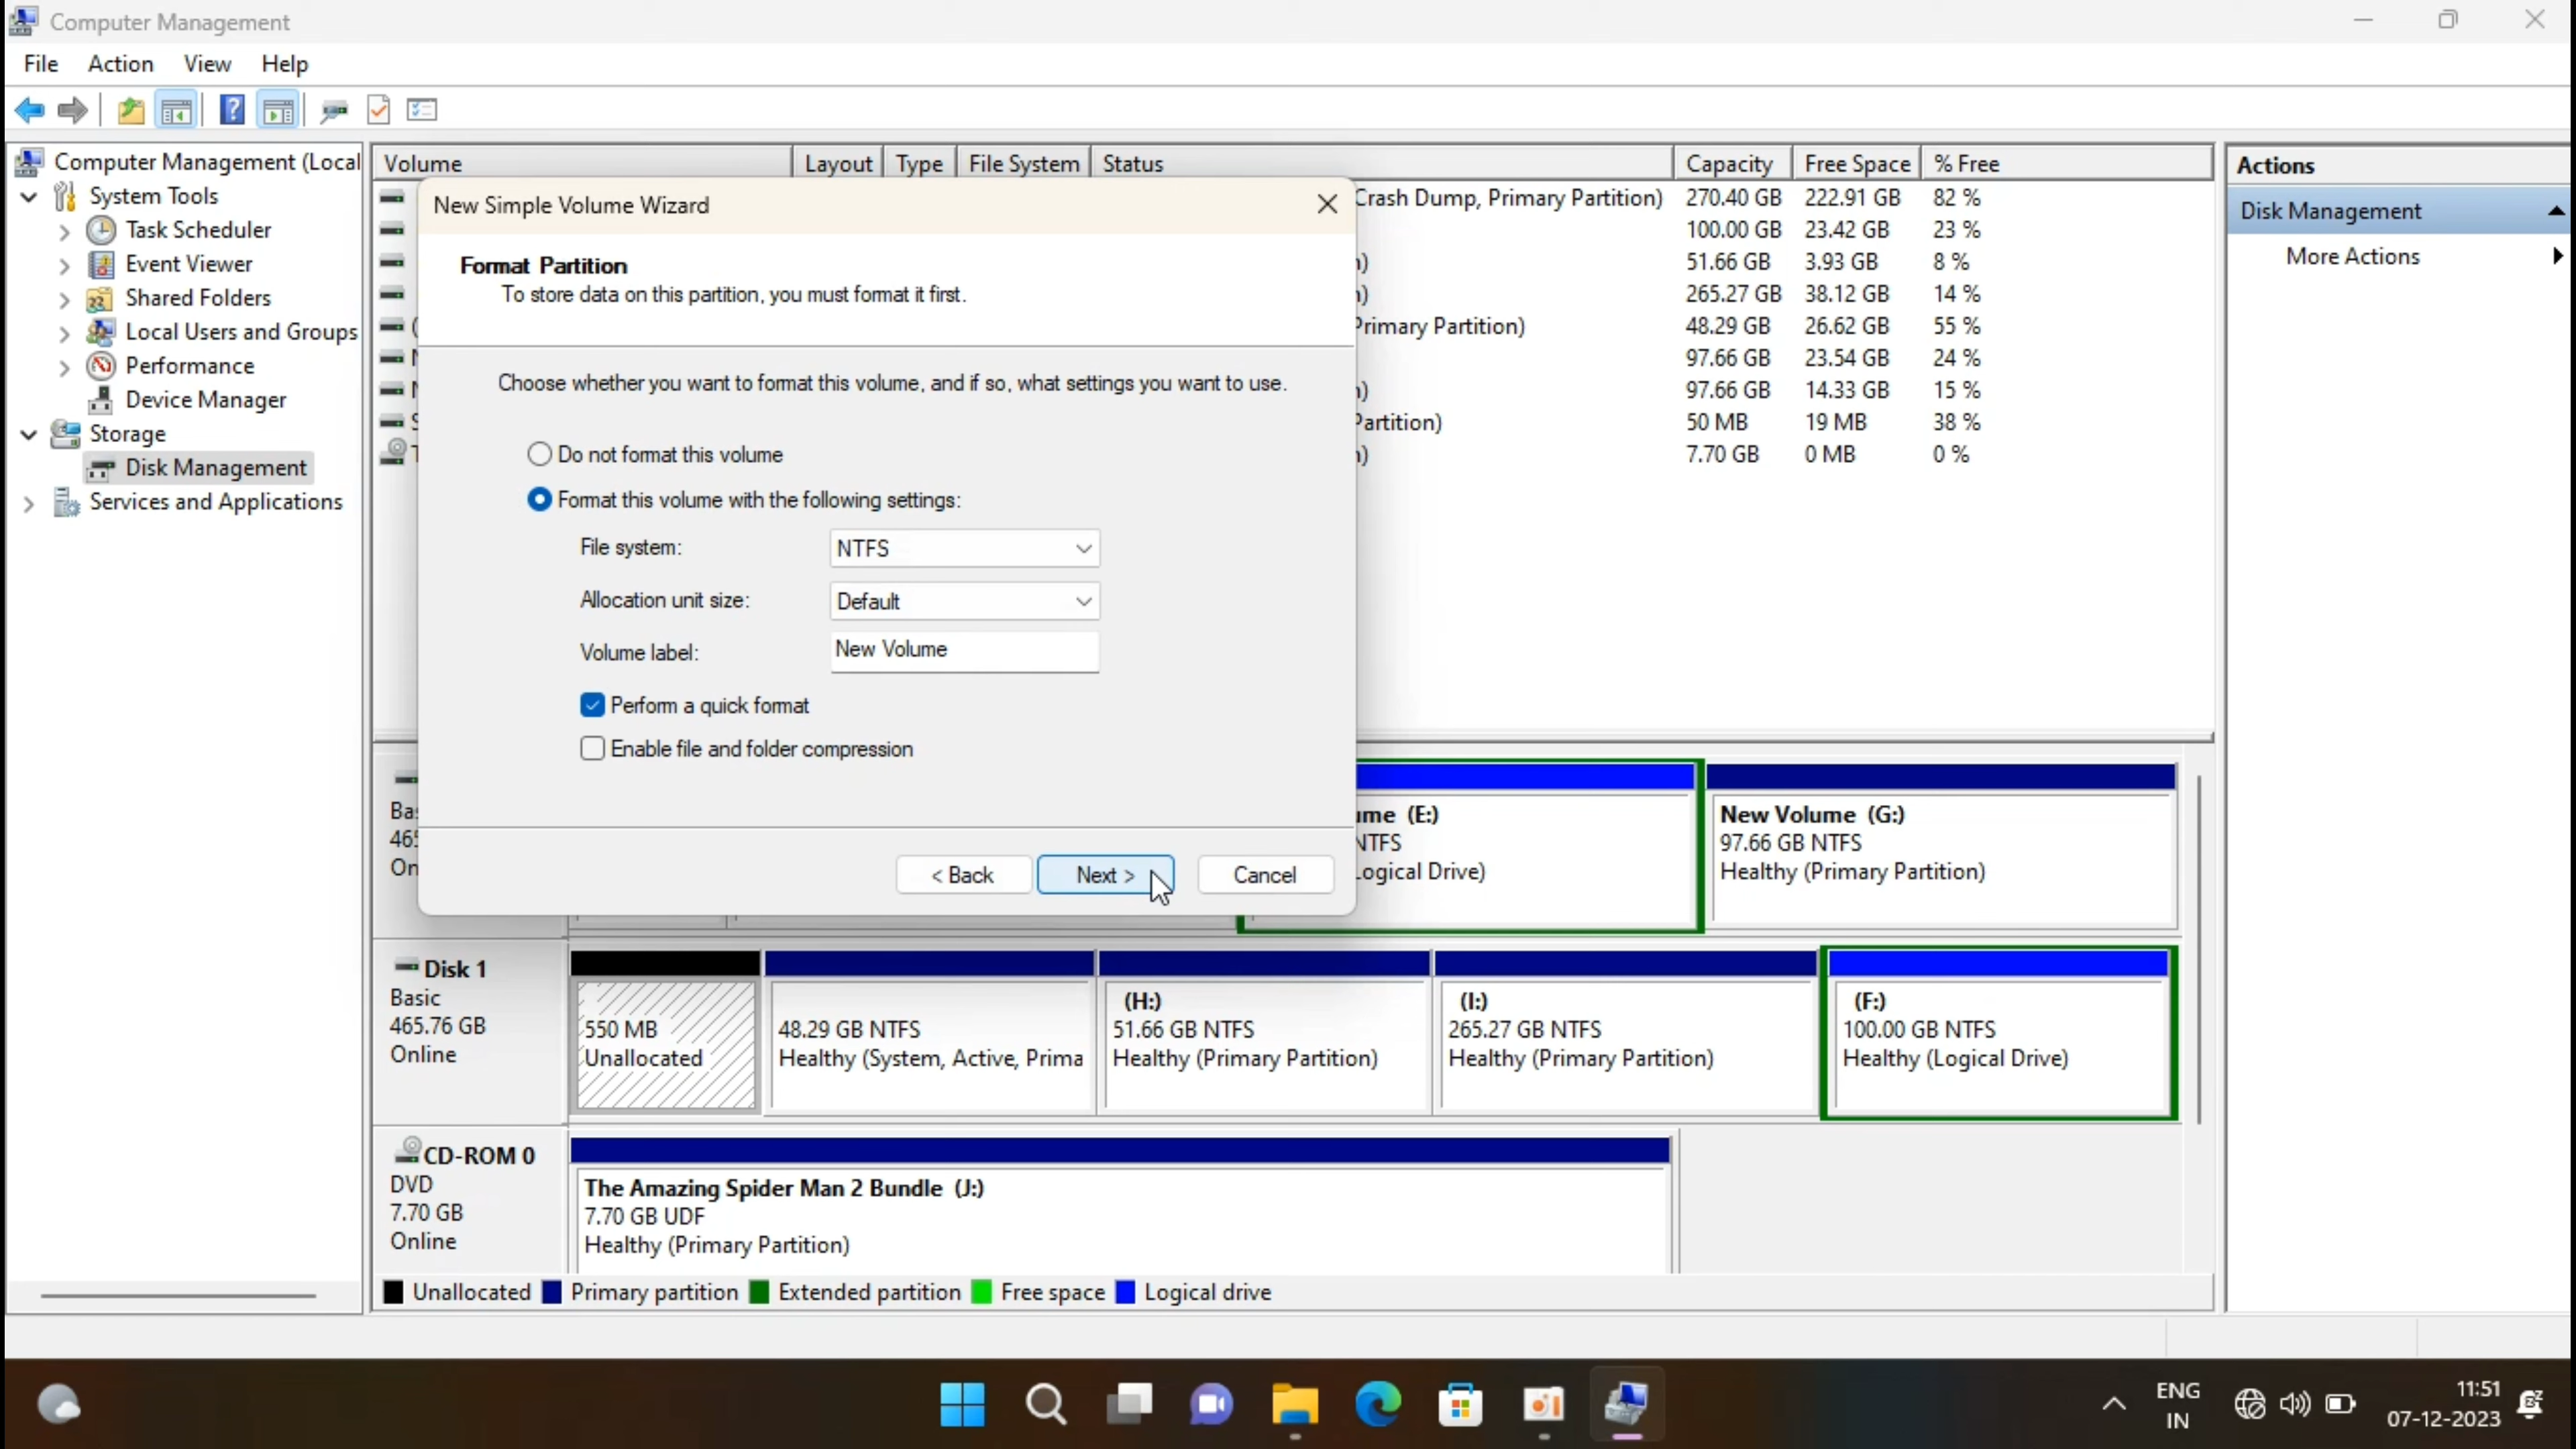 Computer Management
File Action View Help
Computer Management (Local
System Tools
Task Scheduler
Event Viewer
Shared Folders
Local Users and Groups
Performance
Device Manager
Storage
Disk Management
Services and Applications
Volume Layout Type File System Status Capacity Free Space % Free
Crash Dump, Primary Partition) 270.40 GB 222.91 GB 82 %
100.00 GB 23.42 GB 23 %
51.66 GB 3.93 GB 8 %
265.27 GB 38.12 GB 14 %
Primary Partition) 48.29 GB 26.62 GB 55 %
97.66 GB 23.54 GB 24 %
97.66 GB 14.33 GB 15 %
Partition) 50 MB 19 MB 38 %
7.70 GB 0 MB 0 %
Actions
Disk Management
More Actions
New Simple Volume Wizard
Format Partition
To store data on this partition, you must format it first.
Choose whether you want to format this volume, and if so, what settings you want to use.
Do not format this volume
Format this volume with the following settings:
File system: NTFS
Allocation unit size: Default
Volume label: New Volume
Perform a quick format
Enable file and folder compression
< Back Next > Cancel
(E:)
NTFS
Logical Drive)
New Volume (G:)
97.66 GB NTFS
Healthy (Primary Partition)
Disk 1
Basic
465.76 GB
Online
550 MB
Unallocated
48.29 GB NTFS
Healthy (System, Active, Prima
(H:)
51.66 GB NTFS
Healthy (Primary Partition)
(I:)
265.27 GB NTFS
Healthy (Primary Partition)
(F:)
100.00 GB NTFS
Healthy (Logical Drive)
CD-ROM 0
DVD
7.70 GB
Online
The Amazing Spider Man 2 Bundle (J:)
7.70 GB UDF
Healthy (Primary Partition)
Unallocated Primary partition Extended partition Free space Logical drive
ENG
IN
11:51
07-12-2023